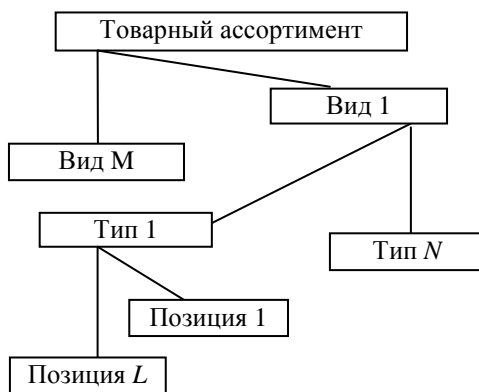 Товарный ассортимент
Вид 1
Вид М
Тип 1
Тип N
Позиция 1
Позиция L